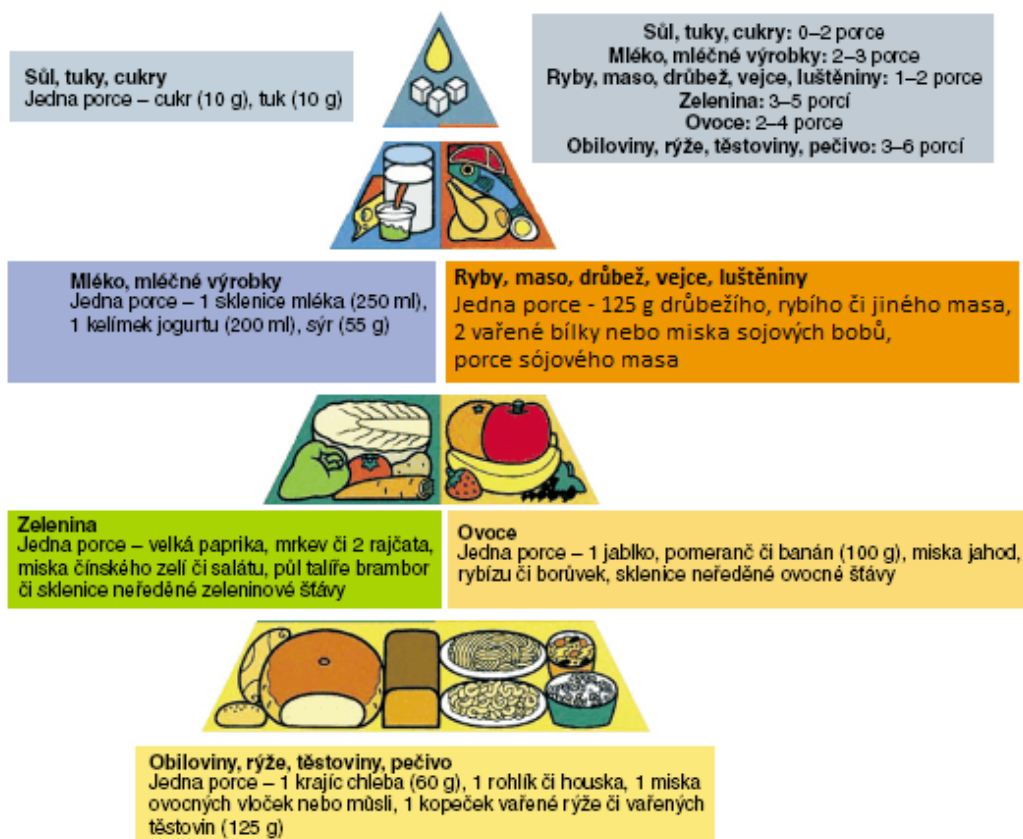 Sůl, tuky, cukry
Jedna porce – cukr (10 g), tuk (10 g)
Sůl, tuky, cukry: 0–2 porce
Mléko, mléčné výrobky: 2–3 porce
Ryby, maso, drůbež, vejce, luštěniny: 1–2 porce
Zelenina: 3–5 porcí
Ovoce: 2–4 porce
Obiloviny, rýže, těstoviny, pečivo: 3–6 porcí
Mléko, mléčné výrobky
Jedna porce – 1 sklenice mléka (250 ml),
1 kelímek jogurtu (200 ml), sýr (55 g)
Ryby, maso, drůbež, vejce, luštěniny
Jedna porce - 125 g drůbežího, rybího či jiného masa,
2 vařené bílky nebo miska sojových bobů,
porce sójového masa
Zelenina
Jedna porce – velká paprika, mrkev či 2 rajčata,
miska čínského zelí či salátu, půl talíře brambor
či sklenice neředěné zeleninové šťávy
Ovoce
Jedna porce – 1 jablko, pomeranč či banán (100 g), miska jahod,
rybízu či borůvek, sklenice neředěné ovocné šťávy
Obiloviny, rýže, těstoviny, pečivo
Jedna porce – 1 krajíc chleba (60 g), 1 rohlík či houska, 1 miska
ovocných vloček nebo műsli, 1 kopeček vařené rýže či vařených
těstovin (125 g)